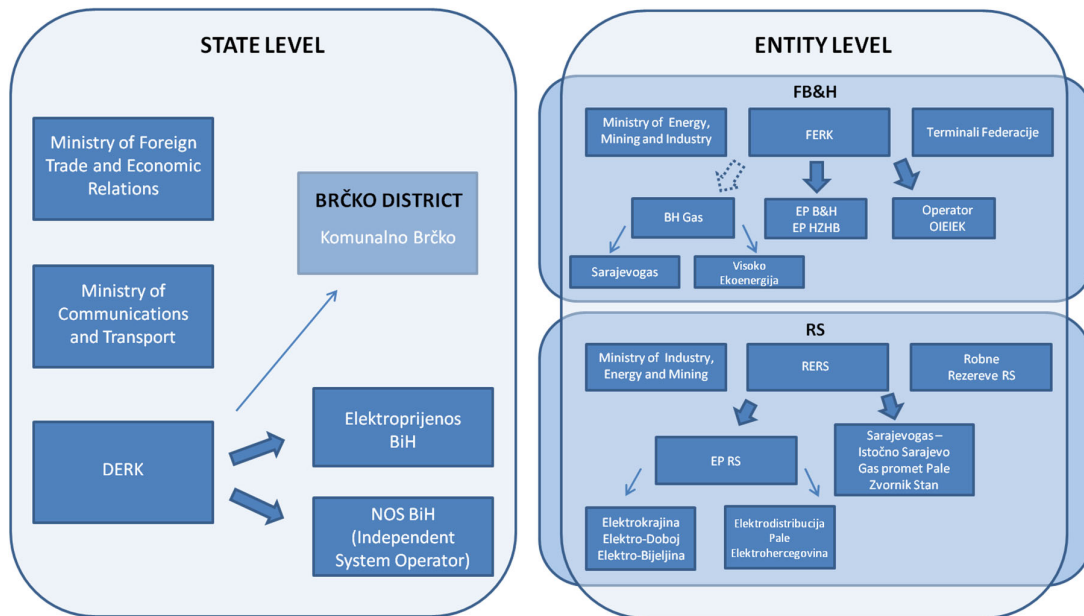 STATE LEVEL
Ministry of Foreign
Trade and Economic
Relations
BRČKO DISTRICT
Komunalno Brčko
Ministry of
Communications
and Transport
DERK
Elektroprijenos
BiH
NOS BiH
(Independent
System Operator)
ENTITY LEVEL
FB&H
Ministry of Energy,
Mining and Industry
FERK
Terminali Federacije
BH Gas
EP B&H
EP HZHB
Operator
OIEIEK
Sarajevogas
Visoko
Ekoenergija
RS
Ministry of Industry,
Energy and Mining
RERS
Robne
Rezereve RS
EP RS
Sarajevogas –
Istočno Sarajevo
Gas promet Pale
Zvornik Stan
Elektrokrajina
Elektro-Doboj
Elektro-Bijeljina
Elektrodistribucija
Pale
Elektrohercegovina